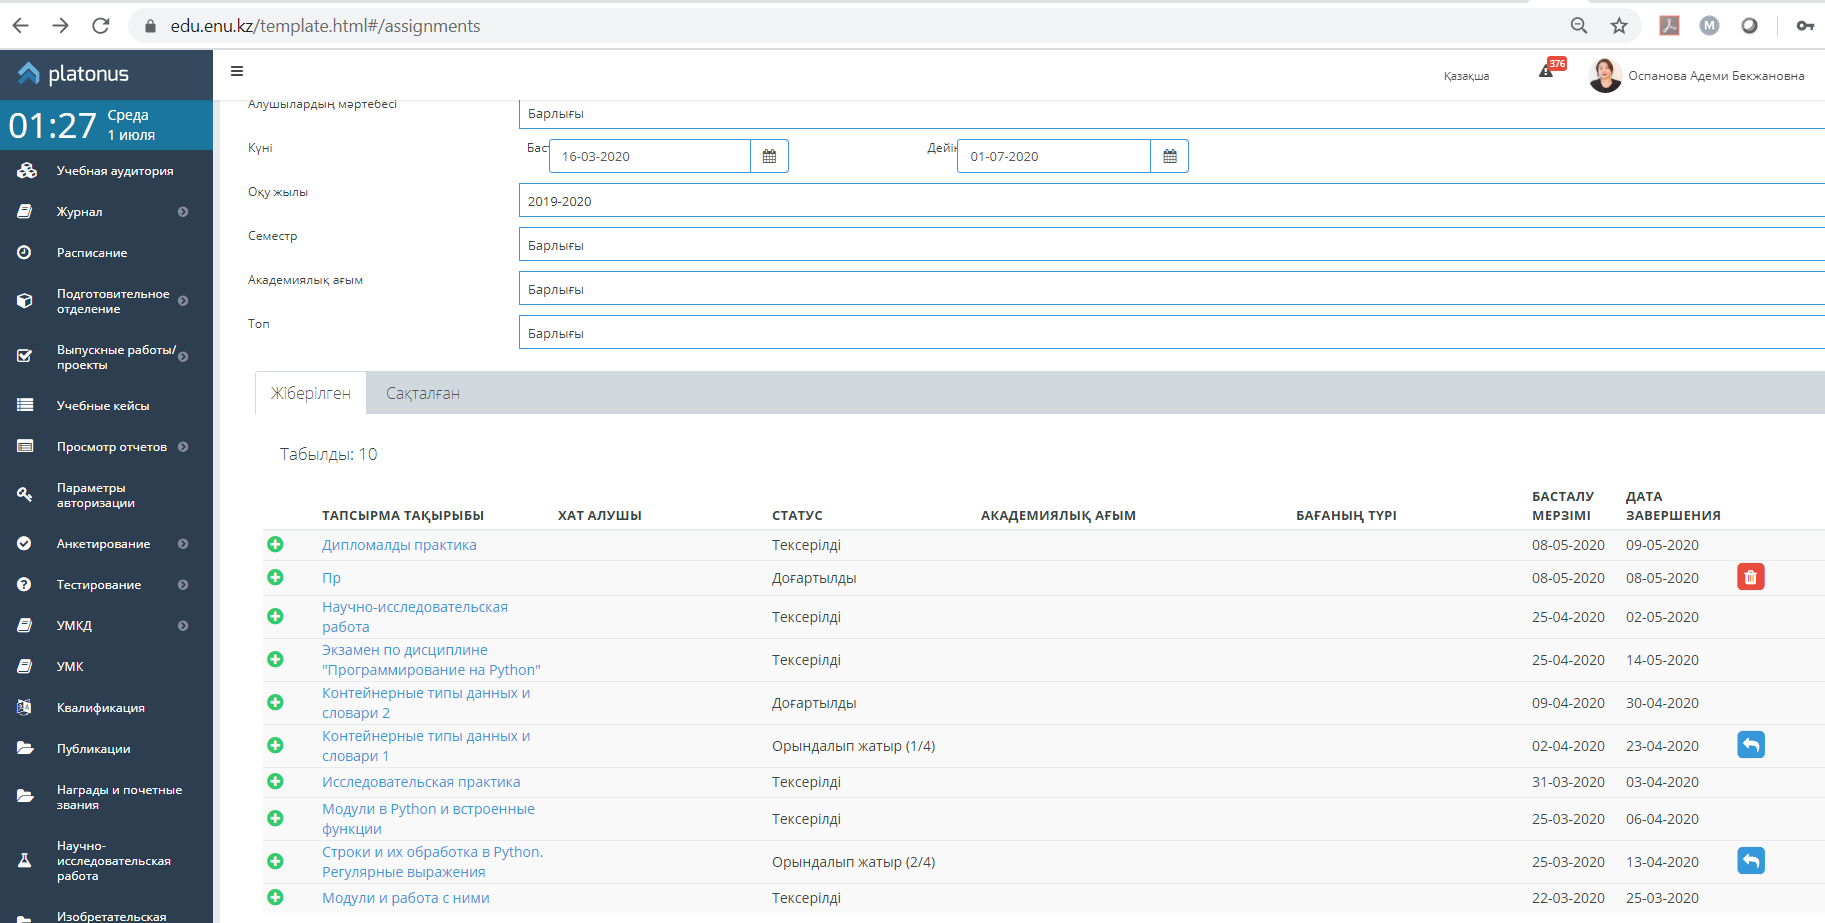 edu.enu.kz/template.html#/assignments
platonus
Қазақша
376
Оспанова Адеми Бекжановна
01:27
Среда
1 июля
Учебная аудитория
Журнал
Расписание
Подготовительное
отделение
Выпускные работы/
проекты
Учебные кейсы
Просмотр отчетов
Параметры
авторизации
Анкетирование
Тестирование
УМКД
УМК
Квалификация
Публикации
Награды и почетные
звания
Научно-
исследовательская
работа
Изобретательская
Алушылардың мәртебесі Барлығы
Күні 16-03-2020 01-07-2020
Оқу жылы 2019-2020
Семестр Барлығы
Академиялық ағым Барлығы
Топ Барлығы
Жіберілген Сақталған
Табылды: 10
БАСТАЛУ ДАТА
ТАПСЫРМА ТАҚЫРЫБЫ ХАТ АЛУШЫ СТАТУС АКАДЕМИЯЛЫҚ АҒЫМ БАҒАНЫҢ ТҮРІ МЕРЗІМІ ЗАВЕРШЕНИЯ
Дипломалды практика Тексерілді 08-05-2020 09-05-2020
Пр Доғартылды 08-05-2020 08-05-2020
Научно-исследовательская
работа Тексерілді 25-04-2020 02-05-2020
Экзамен по дисциплине
"Программирование на Python" Тексерілді 25-04-2020 14-05-2020
Контейнерные типы данных и
словари 2 Доғартылды 09-04-2020 30-04-2020
Контейнерные типы данных и
словари 1 Орындалып жатыр (1/4) 02-04-2020 23-04-2020
Исследовательская практика Тексерілді 31-03-2020 03-04-2020
Модули в Python и встроенные
функции Тексерілді 25-03-2020 06-04-2020
Строки и их обработка в Python.
Регулярные выражения Орындалып жатыр (2/4) 25-03-2020 13-04-2020
Модули и работа с ними Тексерілді 22-03-2020 25-03-2020